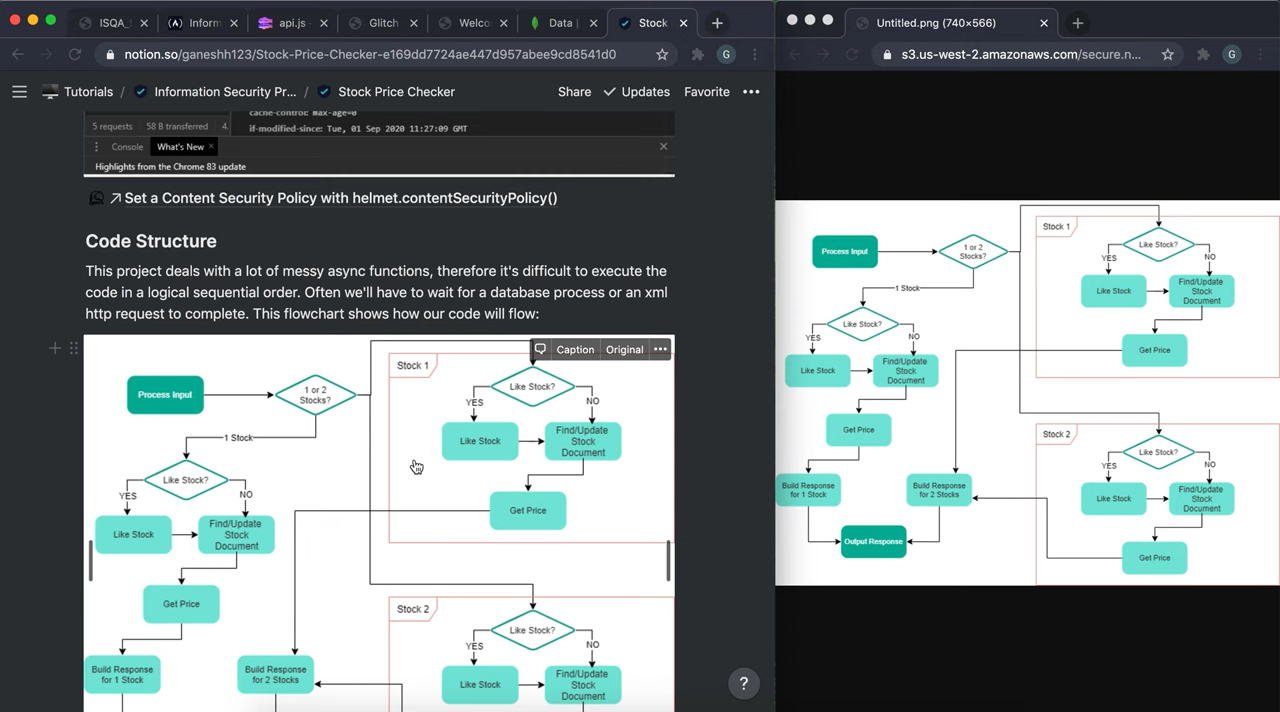 ISQA_
Inform
api.js -
Glitch
Welco
Data |
Stock
notion.so/ganeshh123/Stock-Price-Checker-e169dd7724ae447d957abee9cd8541d0
G
Tutorials / Information Security Pr... / Stock Price Checker
Share Updates Favorite
cache-control: max-age=0
5 requests 58 B transferred 4.
if-modified-since: Tue, 01 Sep 2020 11:27:09 GMT
Console What's New
Highlights from the Chrome 83 update
Set a Content Security Policy with helmet.contentSecurityPolicy()
Code Structure
This project deals with a lot of messy async functions, therefore it's difficult to execute the
code in a logical sequential order. Often we'll have to wait for a database process or an xml
http request to complete. This flowchart shows how our code will flow:
Caption Original
Process Input
1 or 2
Stocks?
1 Stock
Like Stock?
YES
NO
Like Stock
Find/Update
Stock
Document
Get Price
Build Response
for 1 Stock
Build Response
for 2 Stocks
Stock 1
Like Stock?
YES
NO
Like Stock
Find/Update
Stock
Document
Get Price
Stock 2
Like Stock?
YES
NO
Like Stock
Find/Update
Stock
Document
?
Untitled.png (740×566)
s3.us-west-2.amazonaws.com/secure.n...
G
Process Input
1 or 2
Stocks?
1 Stock
Like Stock?
YES
NO
Like Stock
Find/Update
Stock
Document
Get Price
Build Response
for 1 Stock
Build Response
for 2 Stocks
Output Response
Stock 1
Like Stock?
YES
NO
Like Stock
Find/Update
Stock
Document
Get Price
Stock 2
Like Stock?
YES
NO
Like Stock
Find/Update
Stock
Document
Get Price